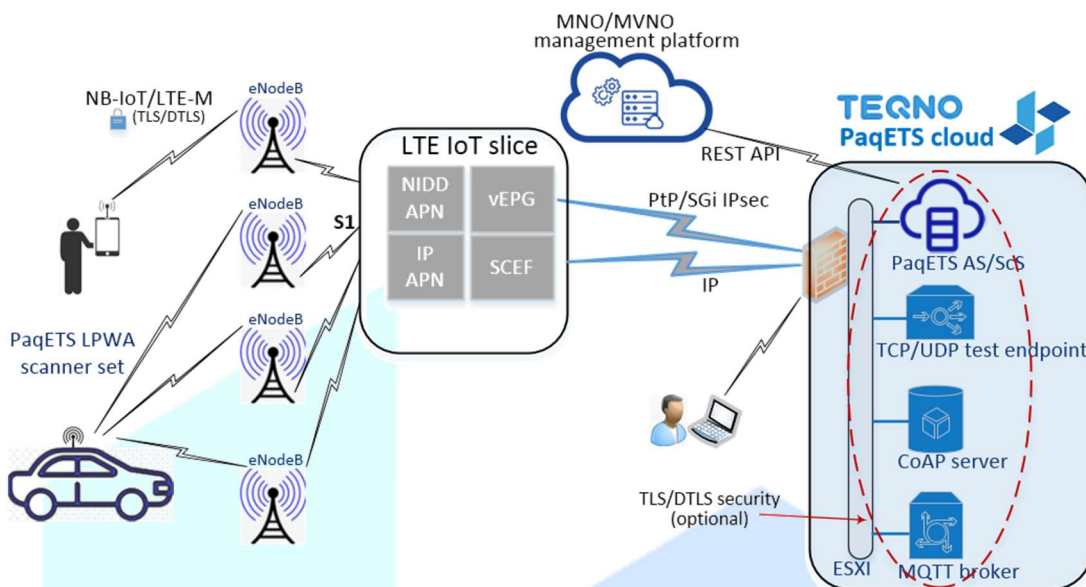 MNO/MVNO
management platform
NB-IoT/LTE-M
(TLS/DTLS)
eNodeB
TEQNO
PaqETS cloud
LTE IoT slice
REST API
NIDD
APN
vEPG
eNodeB
S1
PtP/SGi IPsec
IP
APN
SCEF
IP
PaqETS AS/ScS
eNodeB
TCP/UDP test endpoint
PaqETS LPWA
scanner set
eNodeB
CoAP server
TLS/DTLS security
(optional)
ESXI
MQTT broker